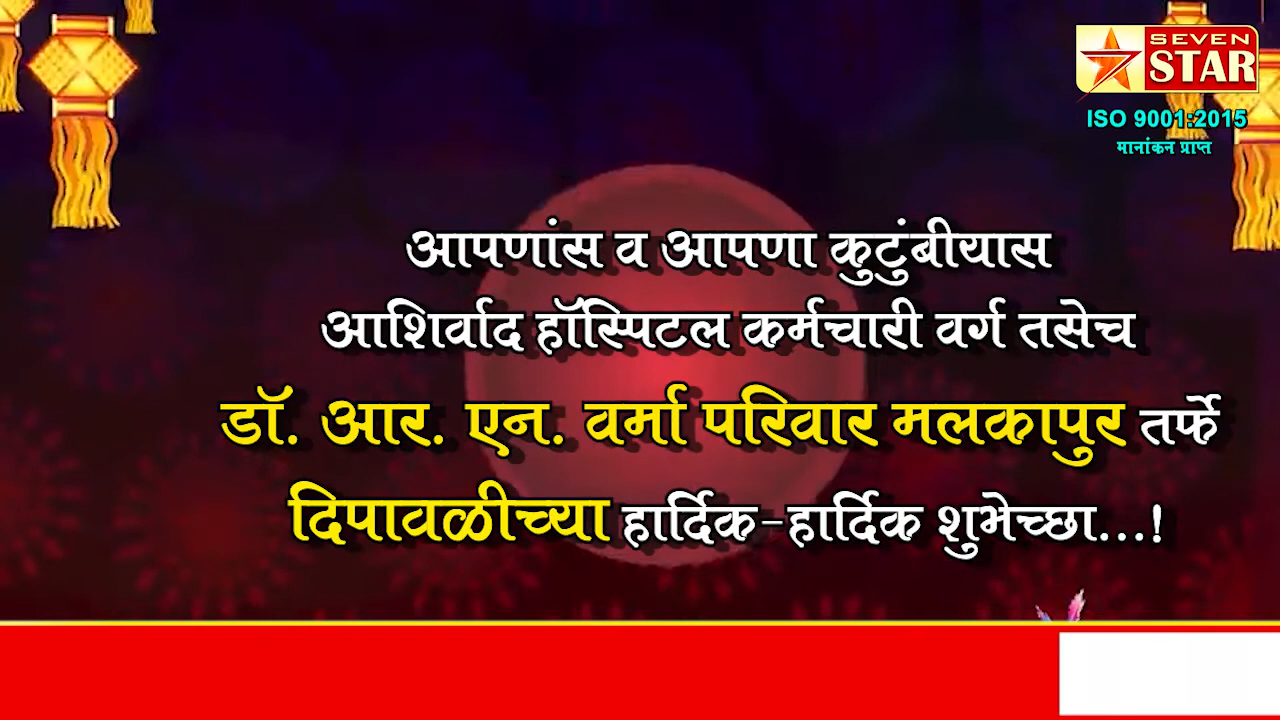 SEVEN
STAR
ISO 9001:2015
मानांकन प्राप्त
आपणांस व आपणा कुटुंबीयास
आशिर्वाद हॉस्पिटल कर्मचारी वर्ग तसेच
डॉ. आर. एन. वर्मा परिवार मलकापुर तर्फे
दिपावळीच्या हार्दिक-हार्दिक शुभेच्छा...!